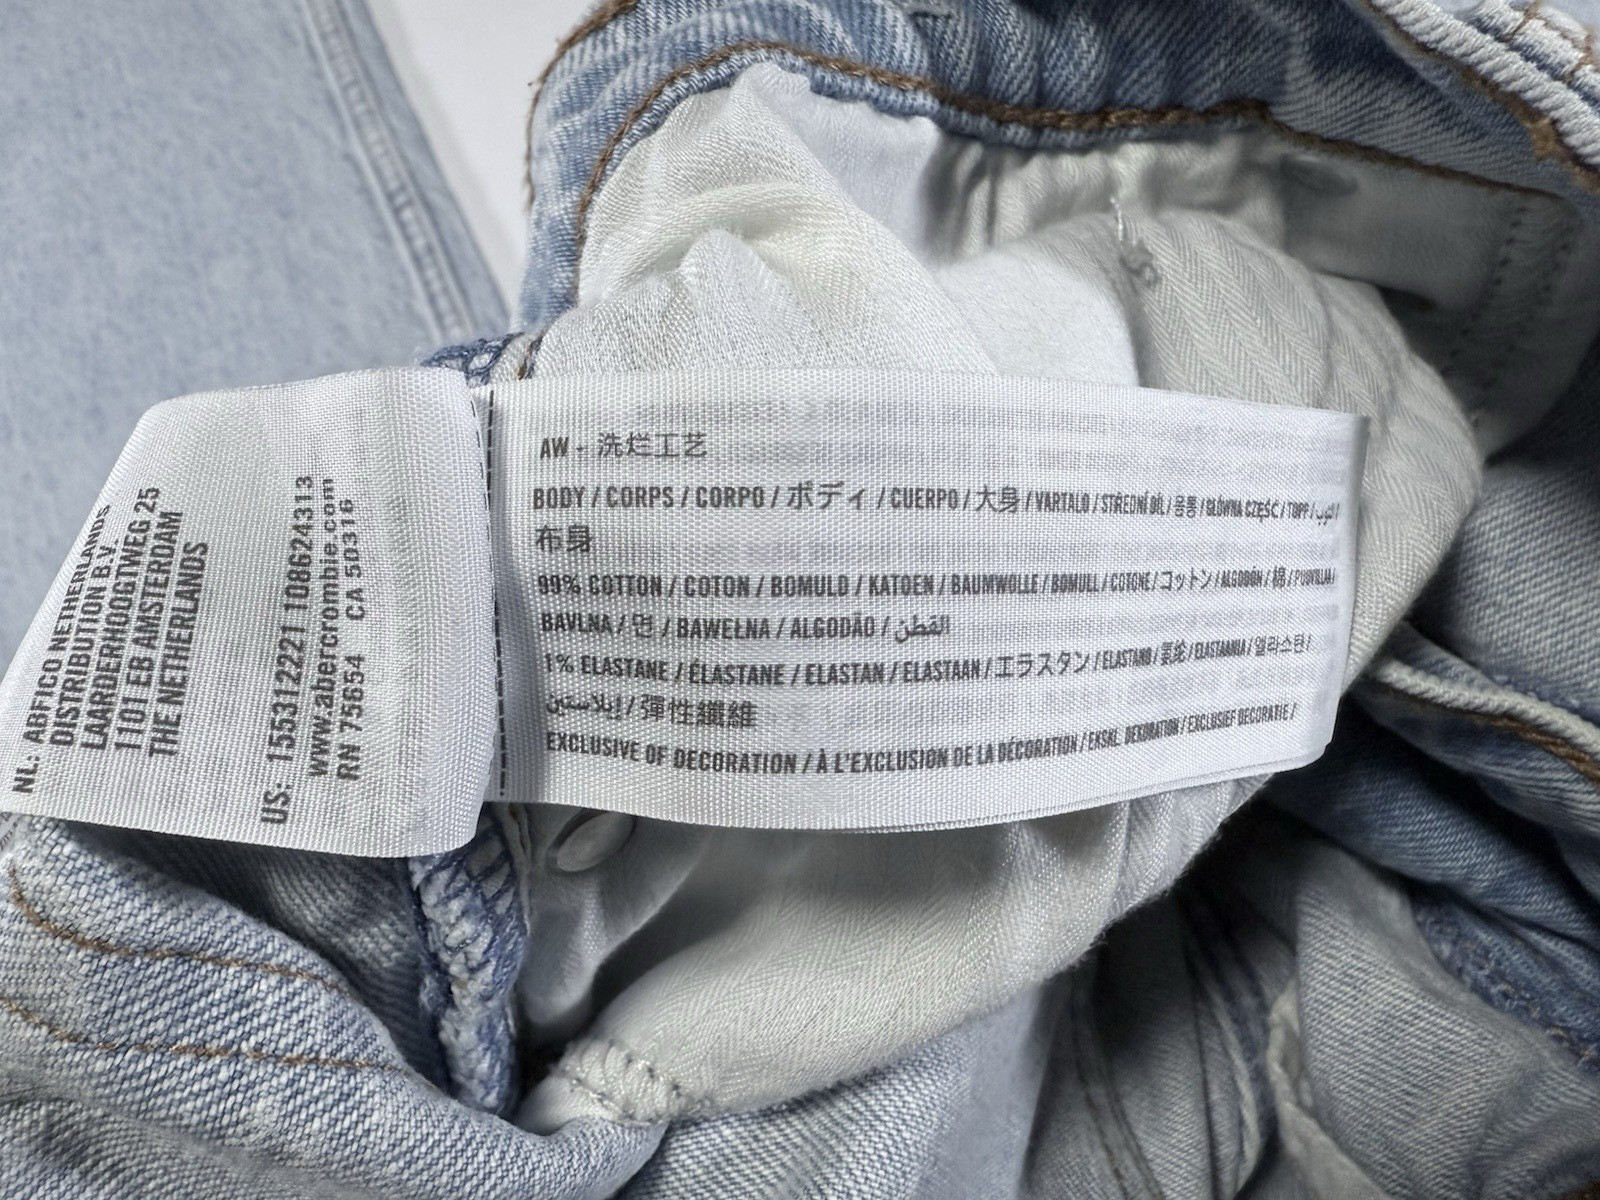 NL: ABFICO NETHERLANDS
DISTRIBUTION B.V.
LAARDERHOOGTWEG 25
1101 EB AMSTERDAM
THE NETHERLANDS
US: 155312221 108624313
www.abercrombie.com
RN 75654 CA 50316
AW - 洗烂工艺
BODY / CORPS / CORPO / ボディ / CUERPO / 大身 / VARTALO / STŘEDNÍ DÍL / 몸통 / GŁÓWNA CZĘŚĆ / TOPP / الثوب /
布身
99% COTTON / COTON / BOMULD / KATOEN / BAUMWOLLE / BOMULL / COTONE / コットン / ALGODÓN / 棉 / PUUVILLAA /
BAVLNA / 면 / BAWEŁNA / ALGODÃO / القطن
1% ELASTANE / ÉLASTANE / ELASTAN / ELASTAAN / エラスタン / ELASTANO / 氨纶 / ELASTAANIA / 엘라스탄 /
إيلاستين / 彈性纖維
EXCLUSIVE OF DECORATION / À L'EXCLUSION DE LA DÉCORATION / EKSKL. DEKORATION / EXCLUSIEF DECORATIE /